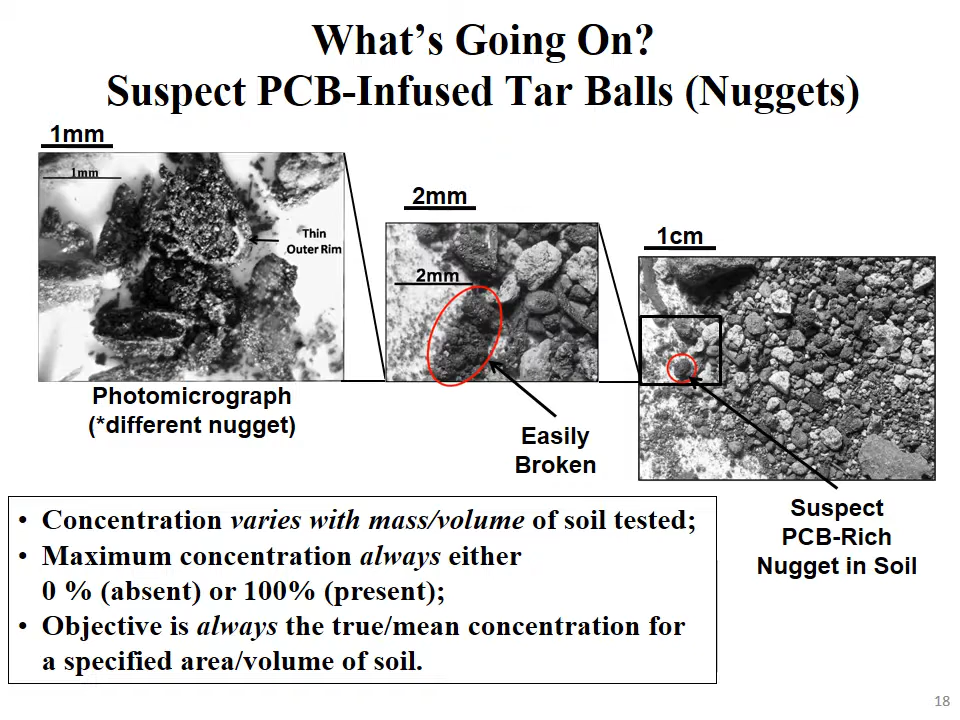 What's Going On?
Suspect PCB-Infused Tar Balls (Nuggets)
1mm
1mm
Thin
Outer Rim
Photomicrograph
(*different nugget)
2mm
2mm
Easily
Broken
1cm
Suspect
PCB-Rich
Nugget in Soil
• Concentration varies with mass/volume of soil tested;
• Maximum concentration always either
0 % (absent) or 100% (present);
• Objective is always the true/mean concentration for
a specified area/volume of soil.
18